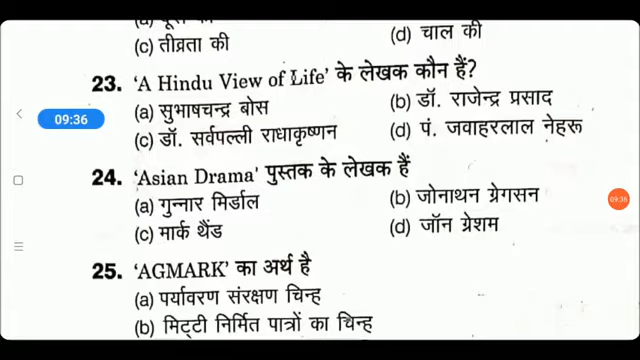 (c) तीव्रता की
(d) चाल की
23. 'A Hindu View of Life' के लेखक कौन हैं?
(a) सुभाषचन्द्र बोस
(b) डॉ. राजेन्द्र प्रसाद
(c) डॉ. सर्वपल्ली राधाकृष्णन
(d) पं. जवाहरलाल नेहरू
24. 'Asian Drama' पुस्तक के लेखक हैं
(a) गुन्नार मिर्डाल
(b) जोनाथन ग्रेगसन
(c) मार्क थैंड
(d) जॉन ग्रेशम
25. 'AGMARK' का अर्थ है
(a) पर्यावरण संरक्षण चिन्ह
(b) मिट्टी निर्मित पात्रों का चिन्ह
09:36
09:36